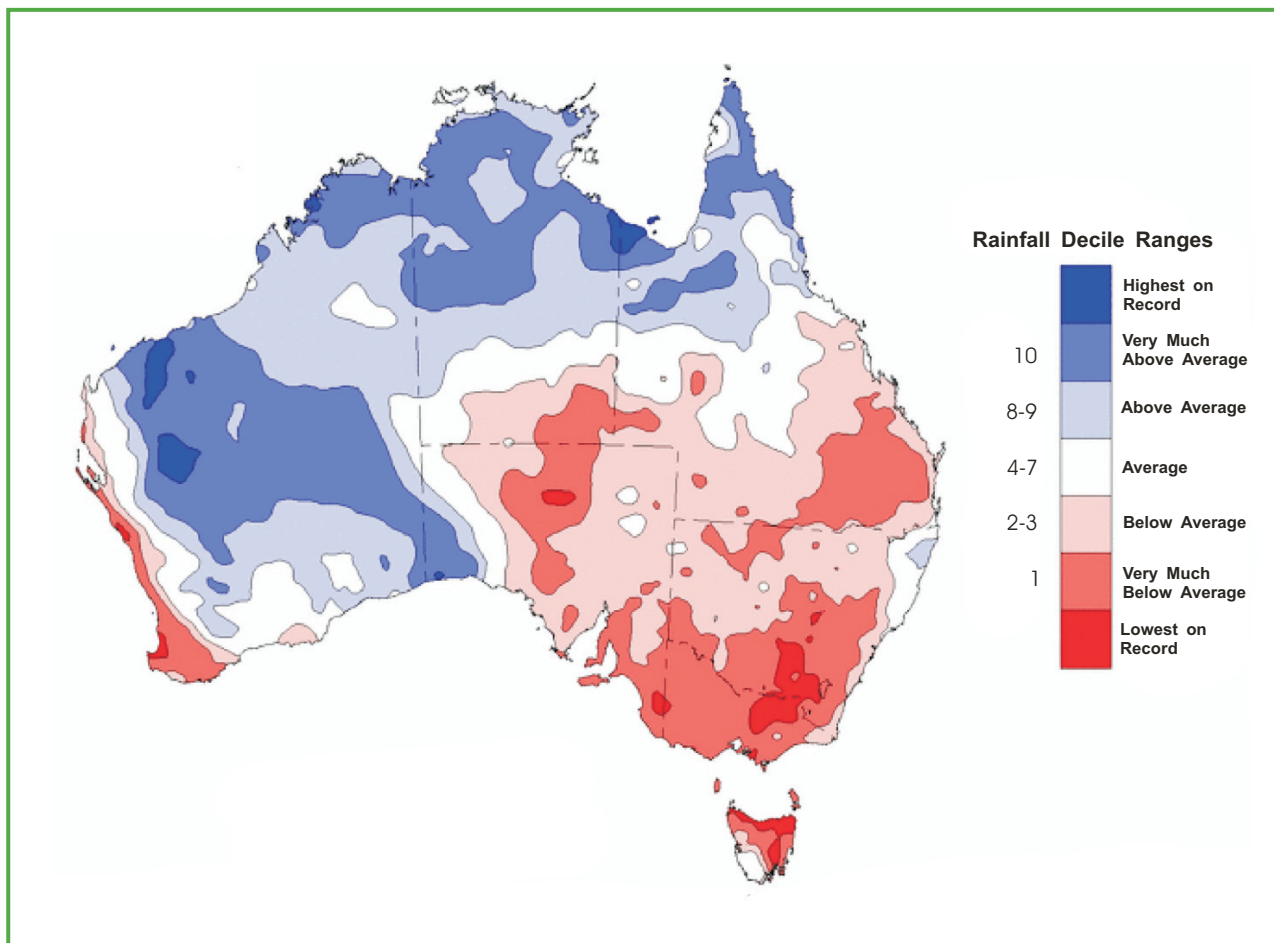 Rainfall Decile Ranges
Highest on
Record
10
Very Much
Above Average
8-9
Above Average
4-7
Average
2-3
Below Average
1
Very Much
Below Average
Lowest on
Record